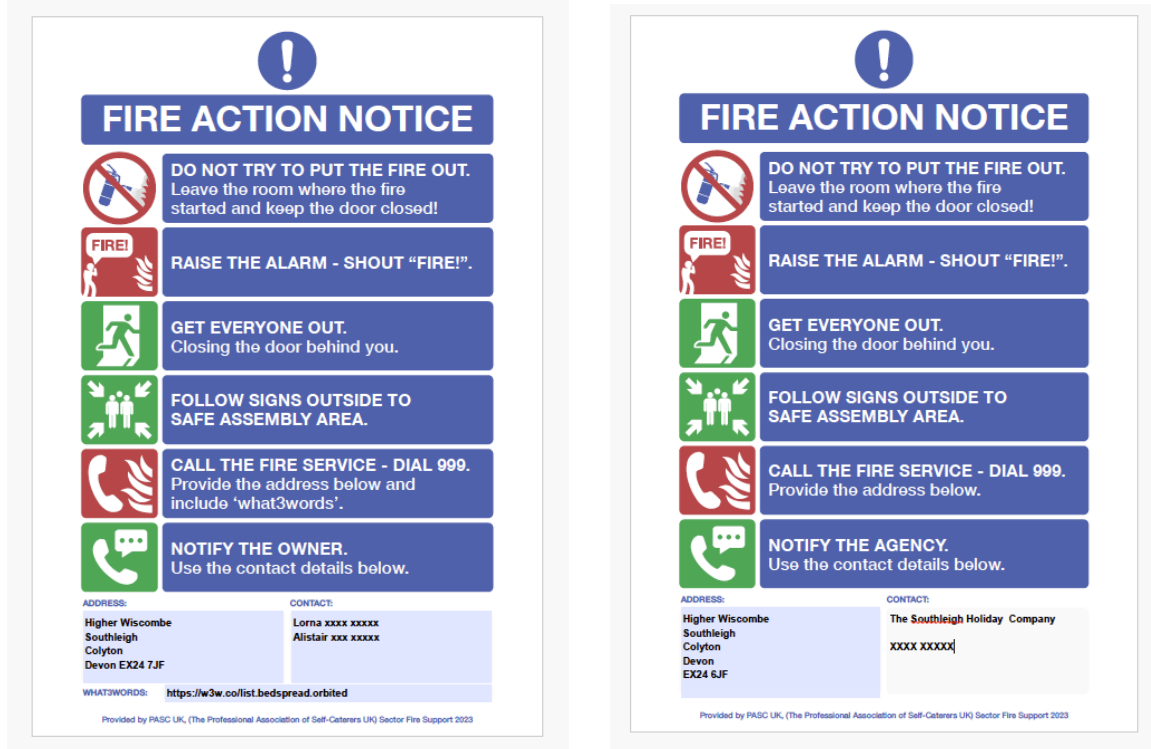 !
FIRE ACTION NOTICE
DO NOT TRY TO PUT THE FIRE OUT.
Leave the room where the fire
started and keep the door closed!
FIRE!
RAISE THE ALARM - SHOUT “FIRE!”.
GET EVERYONE OUT.
Closing the door behind you.
FOLLOW SIGNS OUTSIDE TO
SAFE ASSEMBLY AREA.
CALL THE FIRE SERVICE - DIAL 999.
Provide the address below and
include ‘what3words’.
NOTIFY THE OWNER.
Use the contact details below.
ADDRESS:
Higher Wiscombe
Southleigh
Colyton
Devon EX24 7JF
CONTACT:
Lorna xxxx xxxxx
Alistair xxx xxxxx
WHAT3WORDS: https://w3w.co/list.bedspread.orbited
Provided by PASC UK, (The Professional Association of Self-Caterers UK) Sector Fire Support 2023
!
FIRE ACTION NOTICE
DO NOT TRY TO PUT THE FIRE OUT.
Leave the room where the fire
started and keep the door closed!
FIRE!
RAISE THE ALARM - SHOUT “FIRE!”.
GET EVERYONE OUT.
Closing the door behind you.
FOLLOW SIGNS OUTSIDE TO
SAFE ASSEMBLY AREA.
CALL THE FIRE SERVICE - DIAL 999.
Provide the address below.
NOTIFY THE AGENCY.
Use the contact details below.
ADDRESS:
Higher Wiscombe
Southleigh
Colyton
Devon
EX24 6JF
CONTACT:
The Southleigh Holiday Company
XXXX XXXXX
Provided by PASC UK, (The Professional Association of Self-Caterers UK) Sector Fire Support 2023